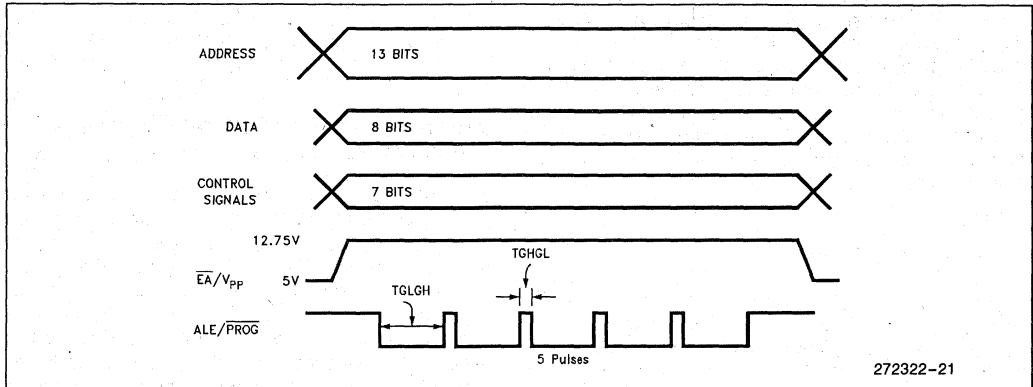 ADDRESS
13 BITS
DATA
8 BITS
CONTROL
SIGNALS
7 BITS
12.75V
EA/VPP
5V
TGHGL
TGLGH
ALE/PROG
5 Pulses
272322-21